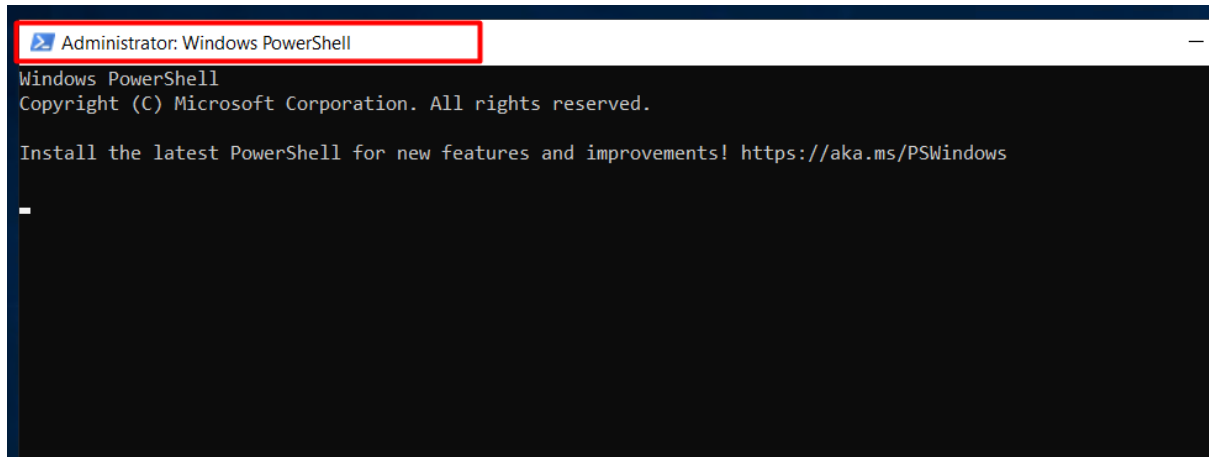 Administrator: Windows PowerShell
Windows PowerShell
Copyright (C) Microsoft Corporation. All rights reserved.
Install the latest PowerShell for new features and improvements! https://aka.ms/PSWindows